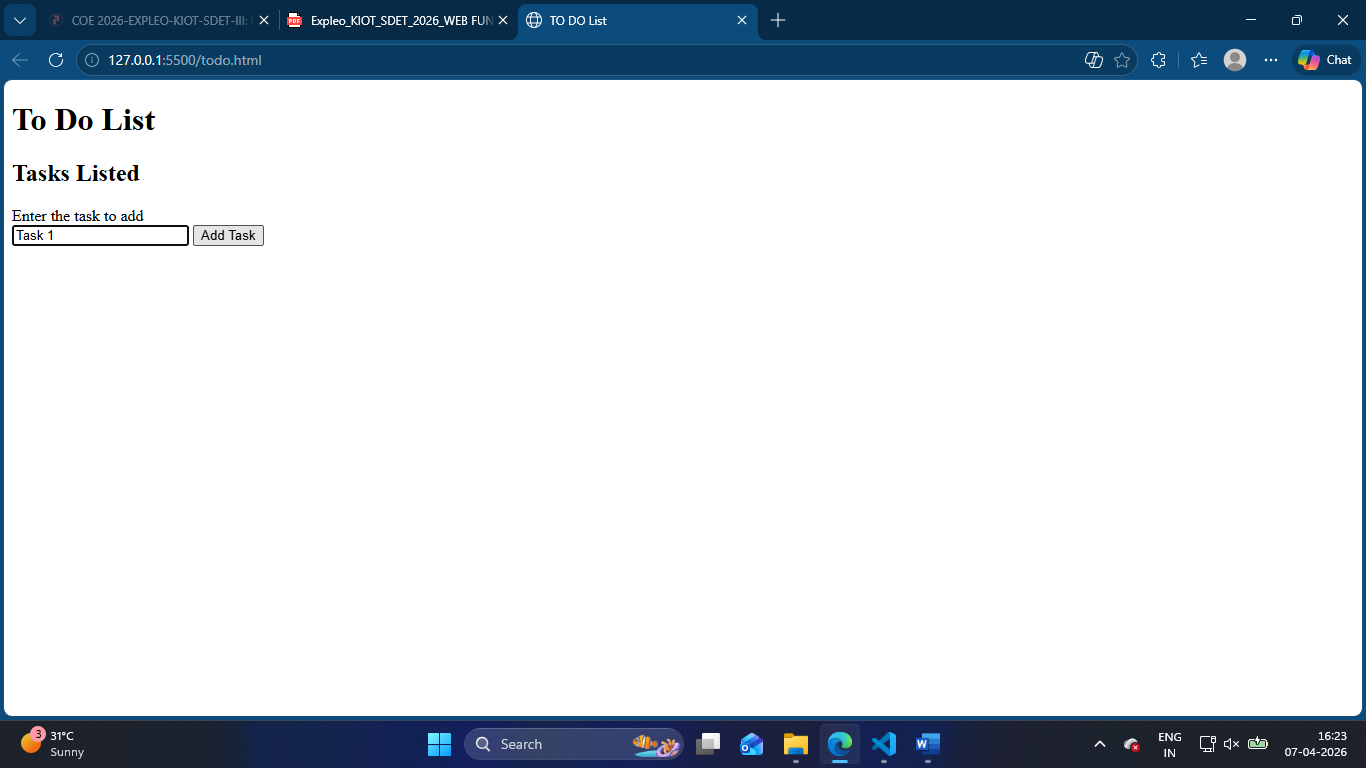 COE 2026-EXPLEO-KIOT-SDET-III:
Expleo_KIOT_SDET_2026_WEB FUN
TO DO List
127.0.0.1:5500/todo.html
Chat
To Do List
Tasks Listed
Enter the task to add
Task 1
Add Task
3
31°C
Sunny
Search
ENG
IN
16:23
07-04-2026